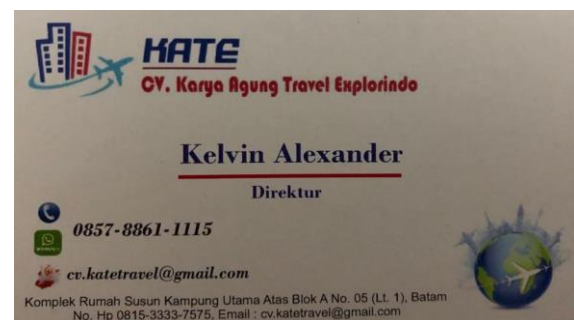 KATE
CV. Karya Agung Travel Explorindo
Kelvin Alexander
Direktur
0857-8861-1115
cv.katetravel@gmail.com
Komplek Rumah Susun Kampung Utama Atas Blok A No. 05 (Lt. 1), Batam
No. Hp 0815-3333-7575, Email : cv.katetravel@gmail.com